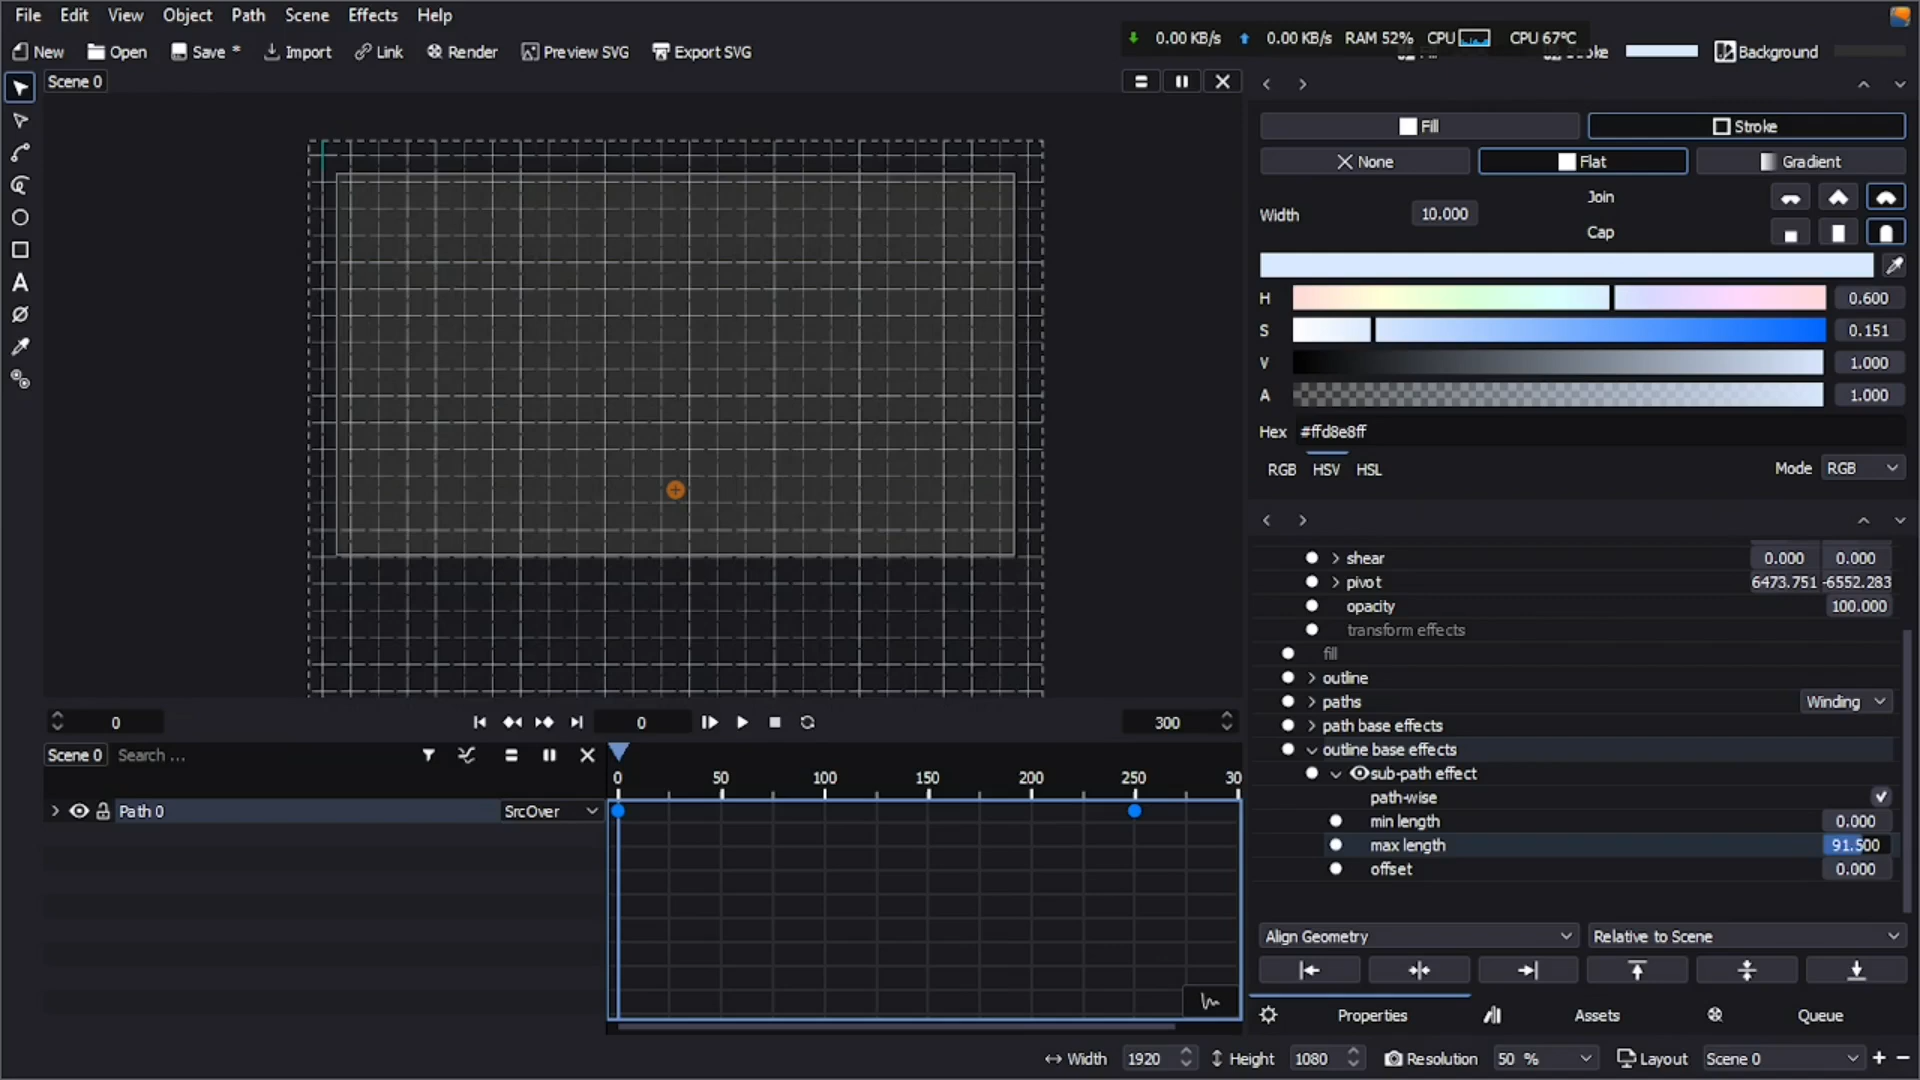 File Edit View Object Path Scene Effects Help
0.00 KB/s 0.00 KB/s RAM 52% CPU CPU 67°C
New Open Save * Import Link Render Preview SVG Export SVG
Background
Scene 0
Fill Stroke
None Flat Gradient
Width 10.000 Join
Cap
H 0.600
S 0.151
V 1.000
A 1.000
Hex #ffd8e8ff
RGB HSV HSL Mode RGB
shear 0.000 0.000
pivot 6473.751 -6552.283
opacity 100.000
transform effects
fill
outline
paths Winding
path base effects
outline base effects
sub-path effect
path-wise
min length 0.000
max length 91.500
offset 0.000
0 0 300
Scene 0 Search ...
0 50 100 150 200 250 30
Path 0 SrcOver
Align Geometry Relative to Scene
Properties Assets Queue
Width 1920 Height 1080 Resolution 50 % Layout Scene 0